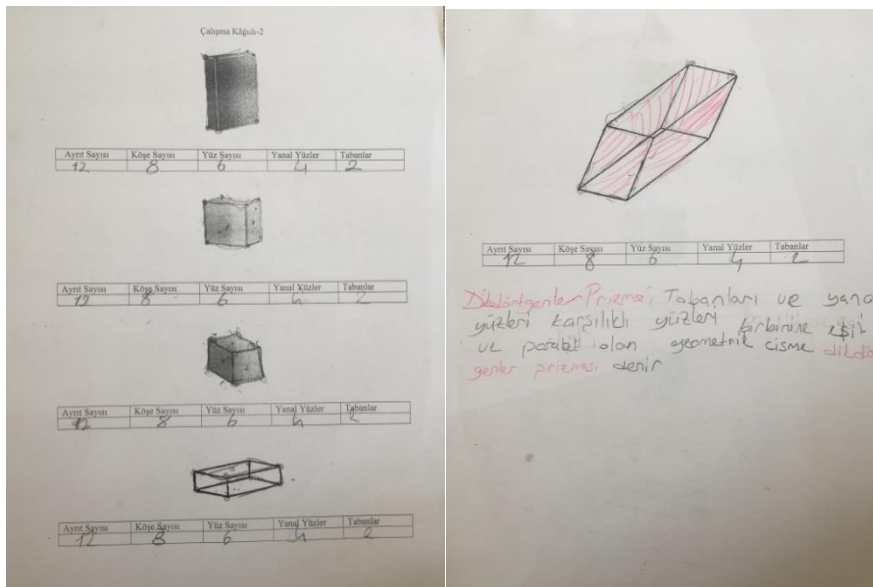 Çalışma Kâğıdı-2
Ayrıt Sayısı Köşe Sayısı Yüz Sayısı Yanal Yüzler Tabanlar
12 8 6 4 2
Ayrıt Sayısı Köşe Sayısı Yüz Sayısı Yanal Yüzler Tabanlar
12 8 6 4 2
Ayrıt Sayısı Köşe Sayısı Yüz Sayısı Yanal Yüzler Tabanlar
12 8 6 4 2
Ayrıt Sayısı Köşe Sayısı Yüz Sayısı Yanal Yüzler Tabanlar
12 8 6 4 2
Ayrıt Sayısı Köşe Sayısı Yüz Sayısı Yanal Yüzler Tabanlar
12 8 6 4 2
Prizması Tabanları ve yana
yüzleri karşılıklı yüzleri birbirine eşit
ve olan geometrik cisme dikdö
genler prizması denir